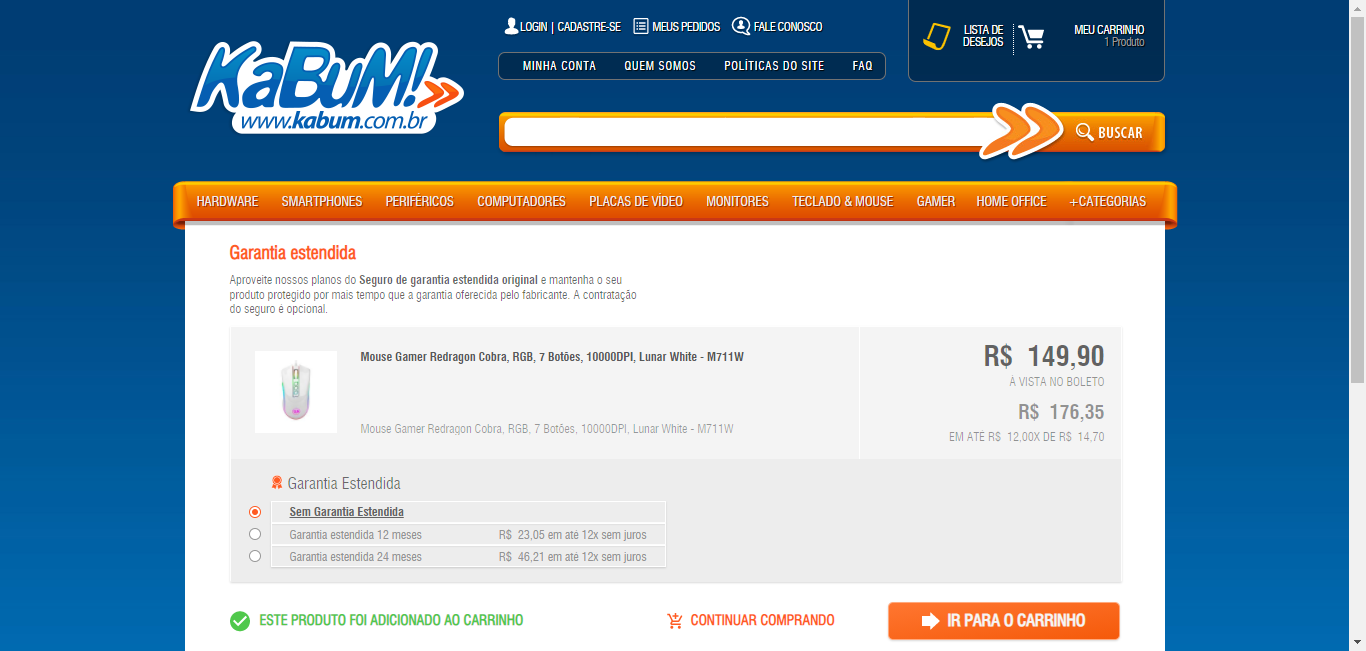 LOGIN | CADASTRE-SE MEUS PEDIDOS FALE CONOSCO
LISTA DE DESEJOS
MEU CARRINHO
1 Produto
KaBuM!
www.kabum.com.br
MINHA CONTA QUEM SOMOS POLÍTICAS DO SITE FAQ
BUSCAR
HARDWARE SMARTPHONES PERIFÉRICOS COMPUTADORES PLACAS DE VÍDEO MONITORES TECLADO & MOUSE GAMER HOME OFFICE +CATEGORIAS
Garantia estendida
Aproveite nossos planos do Seguro de garantia estendida original e mantenha o seu
produto protegido por mais tempo que a garantia oferecida pelo fabricante. A contratação
do seguro é opcional.
Mouse Gamer Redragon Cobra, RGB, 7 Botões, 10000DPI, Lunar White - M711W
R$ 149,90
À VISTA NO BOLETO
R$ 176,35
Mouse Gamer Redragon Cobra, RGB, 7 Botões, 10000DPI, Lunar White - M711W
EM ATÉ R$ 12,00X DE R$ 14,70
Garantia Estendida
Sem Garantia Estendida
Garantia estendida 12 meses R$ 23,05 em até 12x sem juros
Garantia estendida 24 meses R$ 46,21 em até 12x sem juros
ESTE PRODUTO FOI ADICIONADO AO CARRINHO CONTINUAR COMPRANDO IR PARA O CARRINHO